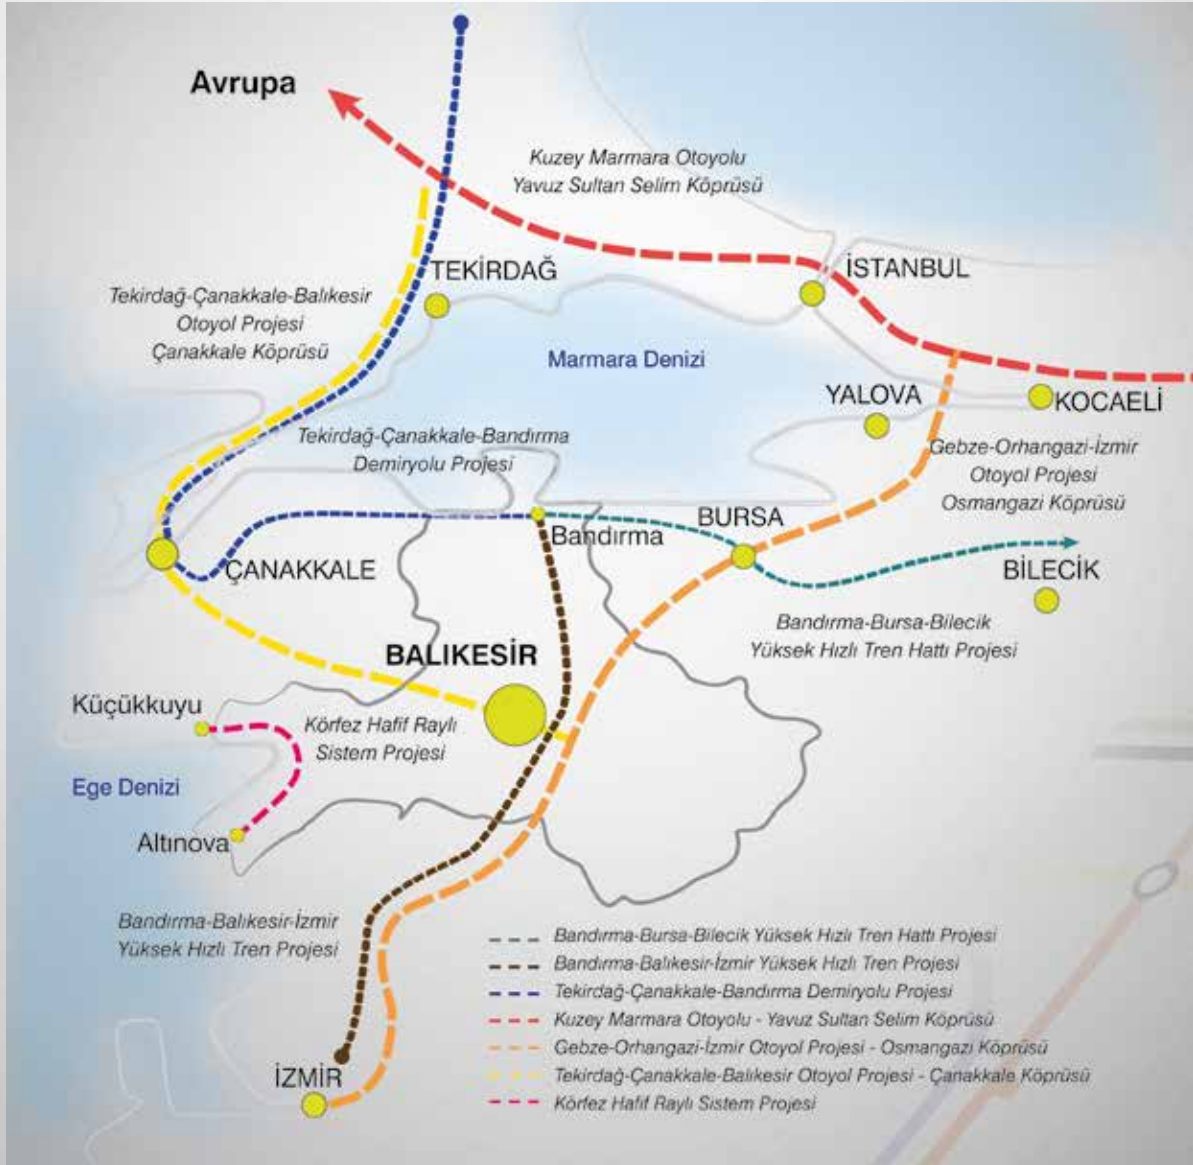 Avrupa
Kuzey Marmara Otoyolu
Yavuz Sultan Selim Köprüsü
TEKİRDAĞ
İSTANBUL
Tekirdağ-Çanakkale-Balıkesir
Otoyol Projesi
Çanakkale Köprüsü
Marmara Denizi
YALOVA
KOCAELİ
Tekirdağ-Çanakkale-Bandırma
Demiryolu Projesi
Gebze-Orhangazi-İzmir
Otoyol Projesi
Osmangazi Köprüsü
BURSA
Bandırma
ÇANAKKALE
BİLECİK
Bandırma-Bursa-Bilecik
Yüksek Hızlı Tren Hattı Projesi
BALIKESİR
Küçükkuyu
Körfez Hafif Raylı
Sistem Projesi
Ege Denizi
Altınova
Bandırma-Balıkesir-İzmir
Yüksek Hızlı Tren Projesi
İZMİR
Bandırma-Bursa-Bilecik Yüksek Hızlı Tren Hattı Projesi
Bandırma-Balıkesir-İzmir Yüksek Hızlı Tren Projesi
Tekirdağ-Çanakkale-Bandırma Demiryolu Projesi
Kuzey Marmara Otoyolu - Yavuz Sultan Selim Köprüsü
Gebze-Orhangazi-İzmir Otoyol Projesi - Osmangazi Köprüsü
Tekirdağ-Çanakkale-Balıkesir Otoyol Projesi - Çanakkale Köprüsü
Körfez Hafif Raylı Sistem Projesi